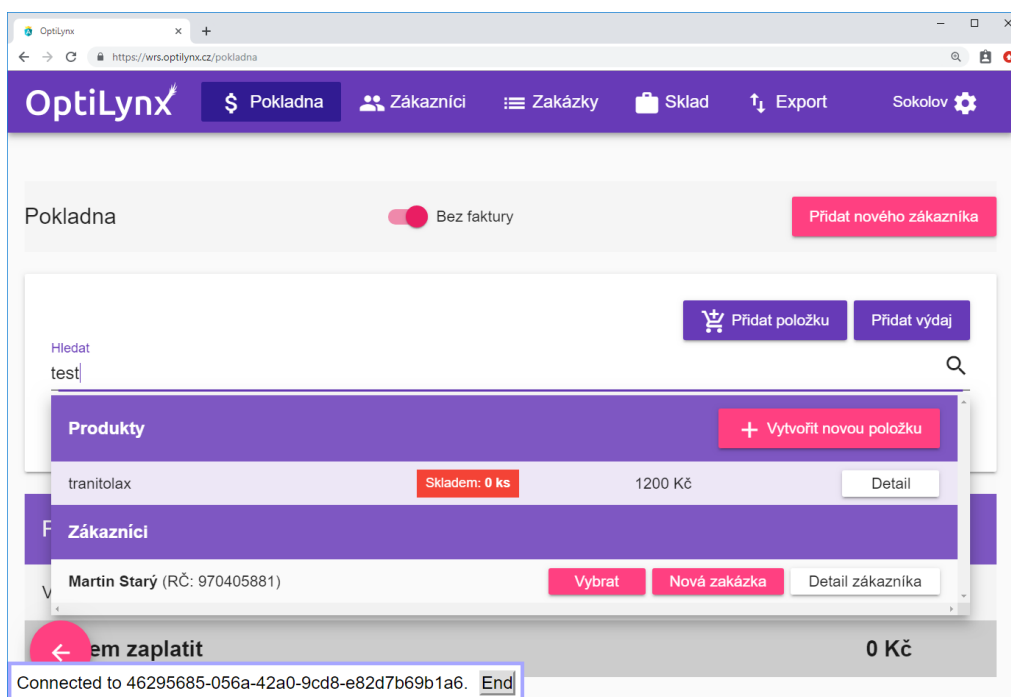 OptiLynx
https://wrs.optilynx.cz/pokladna
OptiLynx
$ Pokladna
Zákazníci
Zakázky
Sklad
Export
Sokolov
Pokladna
Bez faktury
Přidat nového zákazníka
Přidat položku
Přidat výdaj
Hledat
test
Produkty
+ Vytvořit novou položku
tranitolax
Skladem: 0 ks
1200 Kč
Detail
Zákazníci
Martin Starý (RČ: 970405881)
Vybrat
Nová zakázka
Detail zákazníka
em zaplatit
0 Kč
Connected to 46295685-056a-42a0-9cd8-e82d7b69b1a6.
End